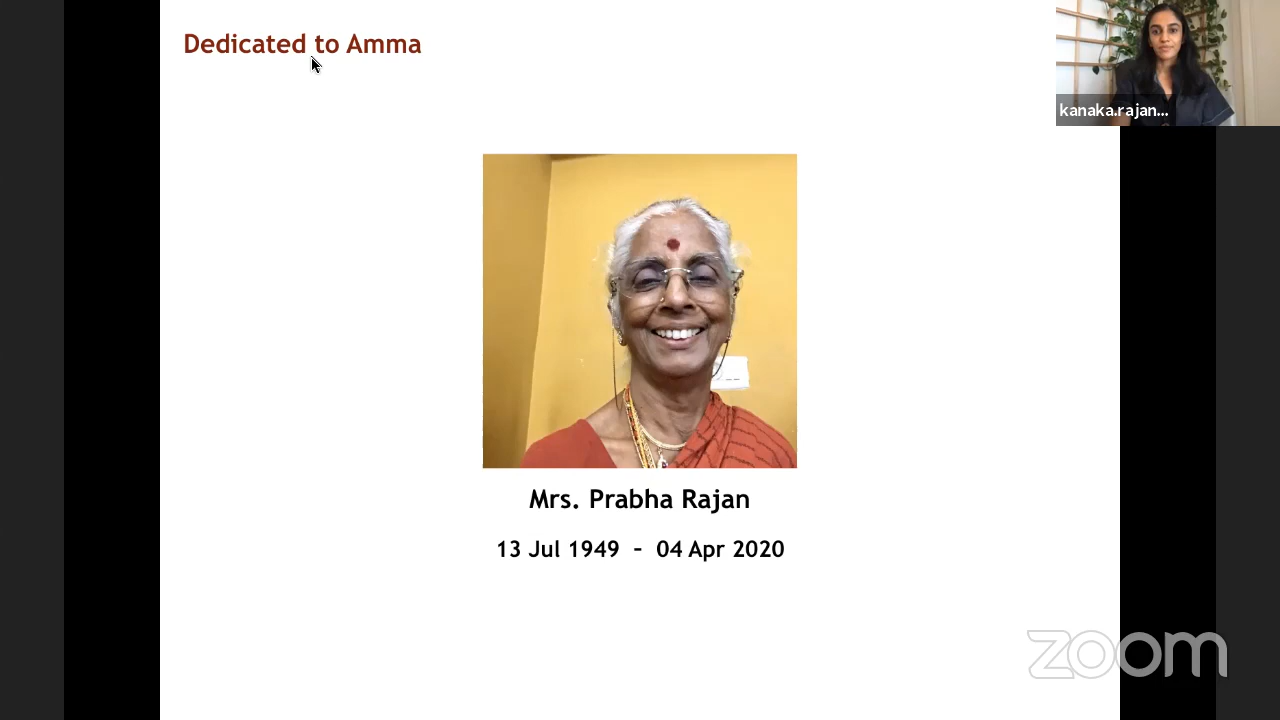 Dedicated to Amma
kanaka.rajan...
Mrs. Prabha Rajan
13 Jul 1949 – 04 Apr 2020
zoom